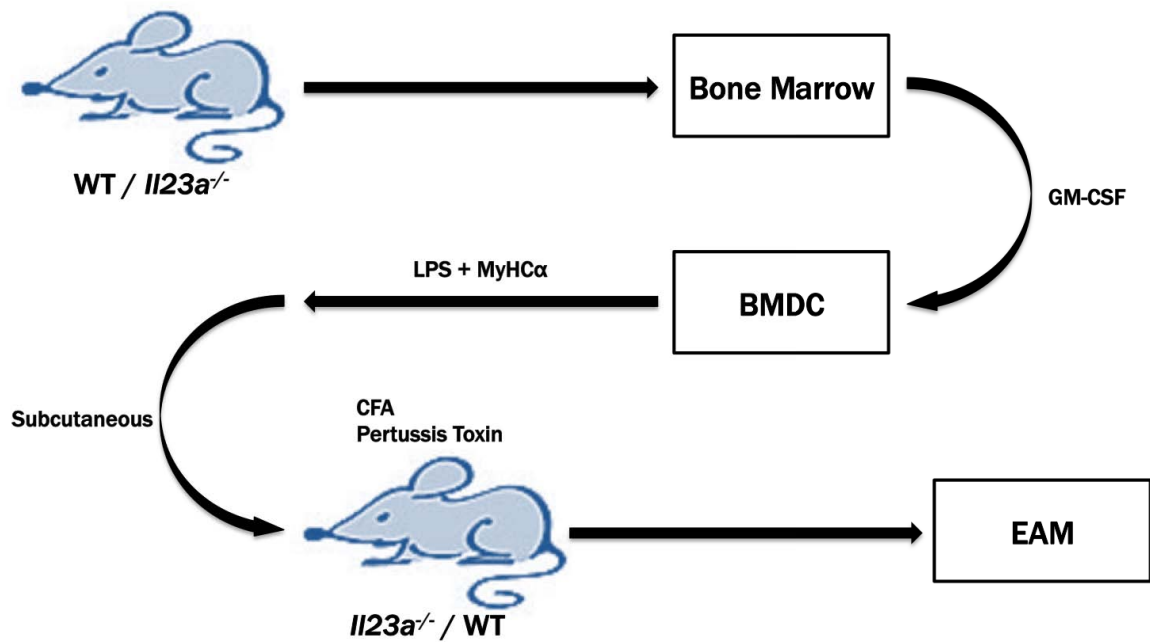 Bone Marrow
WT / Il23a-/-
GM-CSF
LPS + MyHCα
BMDC
Subcutaneous
CFA
Pertussis Toxin
EAM
Il23a-/- / WT